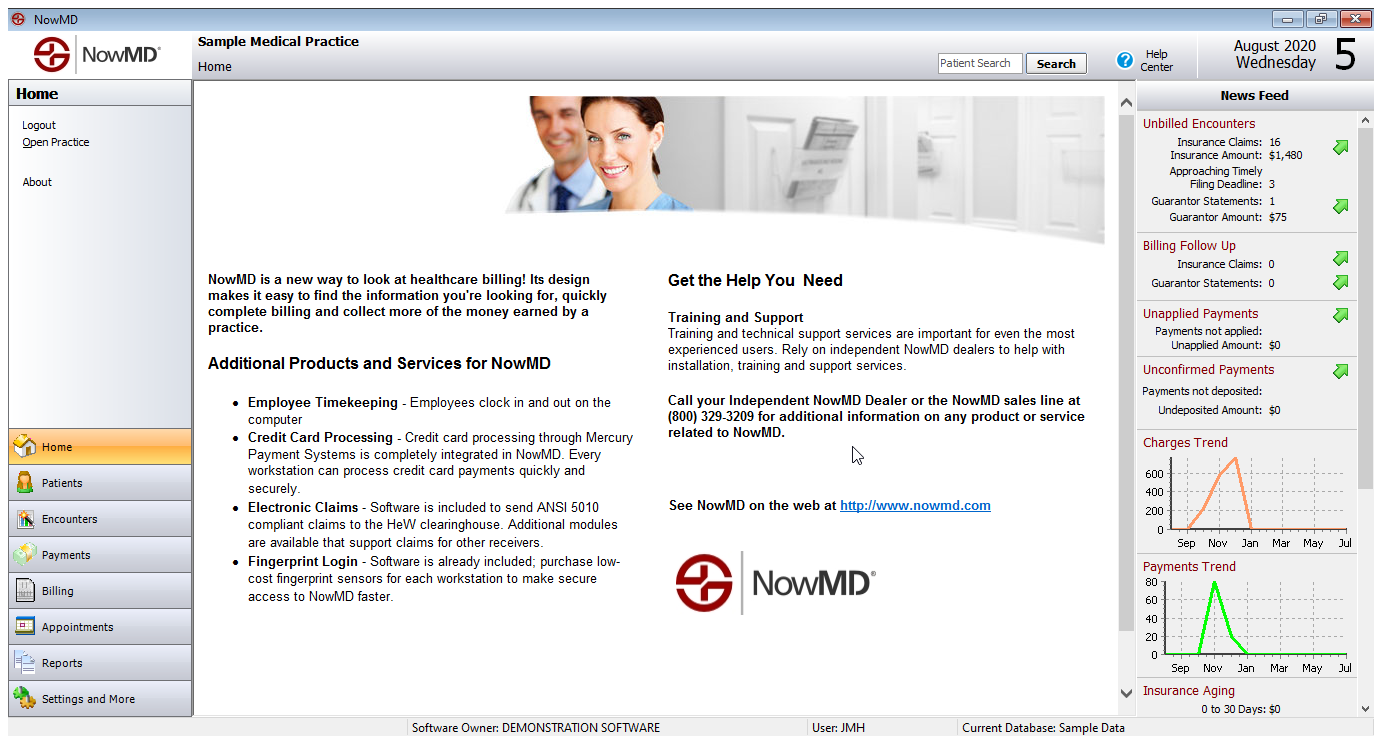 NowMD
NowMD®
Sample Medical Practice
Home
Patient Search
Search
Help
Center
August 2020
Wednesday
5
Home
Logout
Open Practice
About
Home
Patients
Encounters
Payments
Billing
Appointments
Reports
Settings and More
NowMD is a new way to look at healthcare billing! Its design
makes it easy to find the information you're looking for, quickly
complete billing and collect more of the money earned by a
practice.
Additional Products and Services for NowMD
• Employee Timekeeping - Employees clock in and out on the
computer
• Credit Card Processing - Credit card processing through Mercury
Payment Systems is completely integrated in NowMD. Every
workstation can process credit card payments quickly and
securely.
• Electronic Claims - Software is included to send ANSI 5010
compliant claims to the HeW clearinghouse. Additional modules
are available that support claims for other receivers.
• Fingerprint Login - Software is already included; purchase low-
cost fingerprint sensors for each workstation to make secure
access to NowMD faster.
Get the Help You Need
Training and Support
Training and technical support services are important for even the most
experienced users. Rely on independent NowMD dealers to help with
installation, training and support services.
Call your Independent NowMD Dealer or the NowMD sales line at
(800) 329-3209 for additional information on any product or service
related to NowMD.
See NowMD on the web at http://www.nowmd.com
NowMD®
News Feed
Unbilled Encounters
Insurance Claims: 16
Insurance Amount: $1,480
Approaching Timely
Filing Deadline: 3
Guarantor Statements: 1
Guarantor Amount: $75
Billing Follow Up
Insurance Claims: 0
Guarantor Statements: 0
Unapplied Payments
Payments not applied:
Unapplied Amount: $0
Unconfirmed Payments
Payments not deposited:
Undeposited Amount: $0
Charges Trend
600
400
200
0
Sep Nov Jan Mar May Jul
Payments Trend
80
60
40
20
0
Sep Nov Jan Mar May Jul
Insurance Aging
0 to 30 Days: $0
Software Owner: DEMONSTRATION SOFTWARE
User: JMH
Current Database: Sample Data